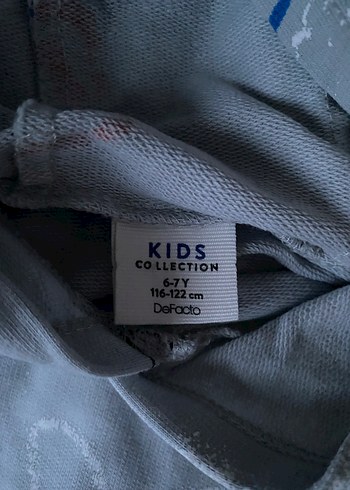 KIDS
COLLECTION
6-7 Y
116-122 cm
DeFacto